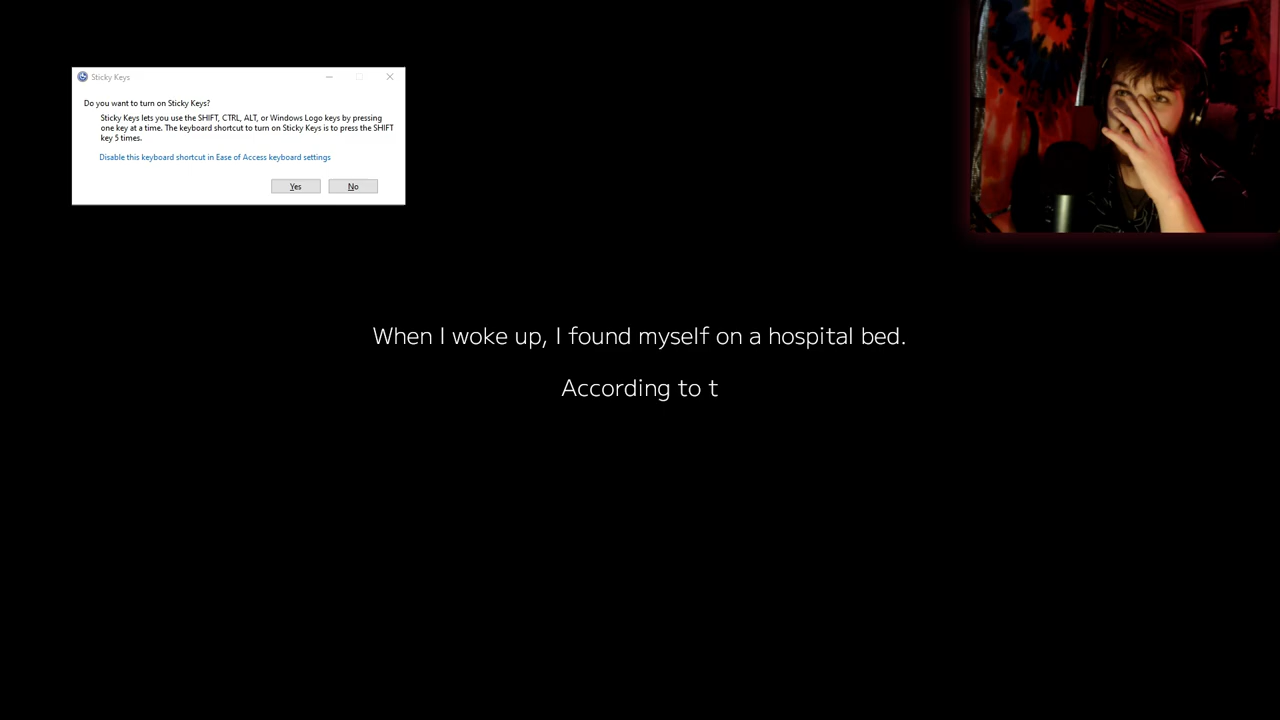 Sticky Keys
Do you want to turn on Sticky Keys?
Sticky Keys lets you use the SHIFT, CTRL, ALT, or Windows Logo keys by pressing
one key at a time. The keyboard shortcut to turn on Sticky Keys is to press the SHIFT
key 5 times.
Disable this keyboard shortcut in Ease of Access keyboard settings
Yes No
When I woke up, I found myself on a hospital bed.
According to t